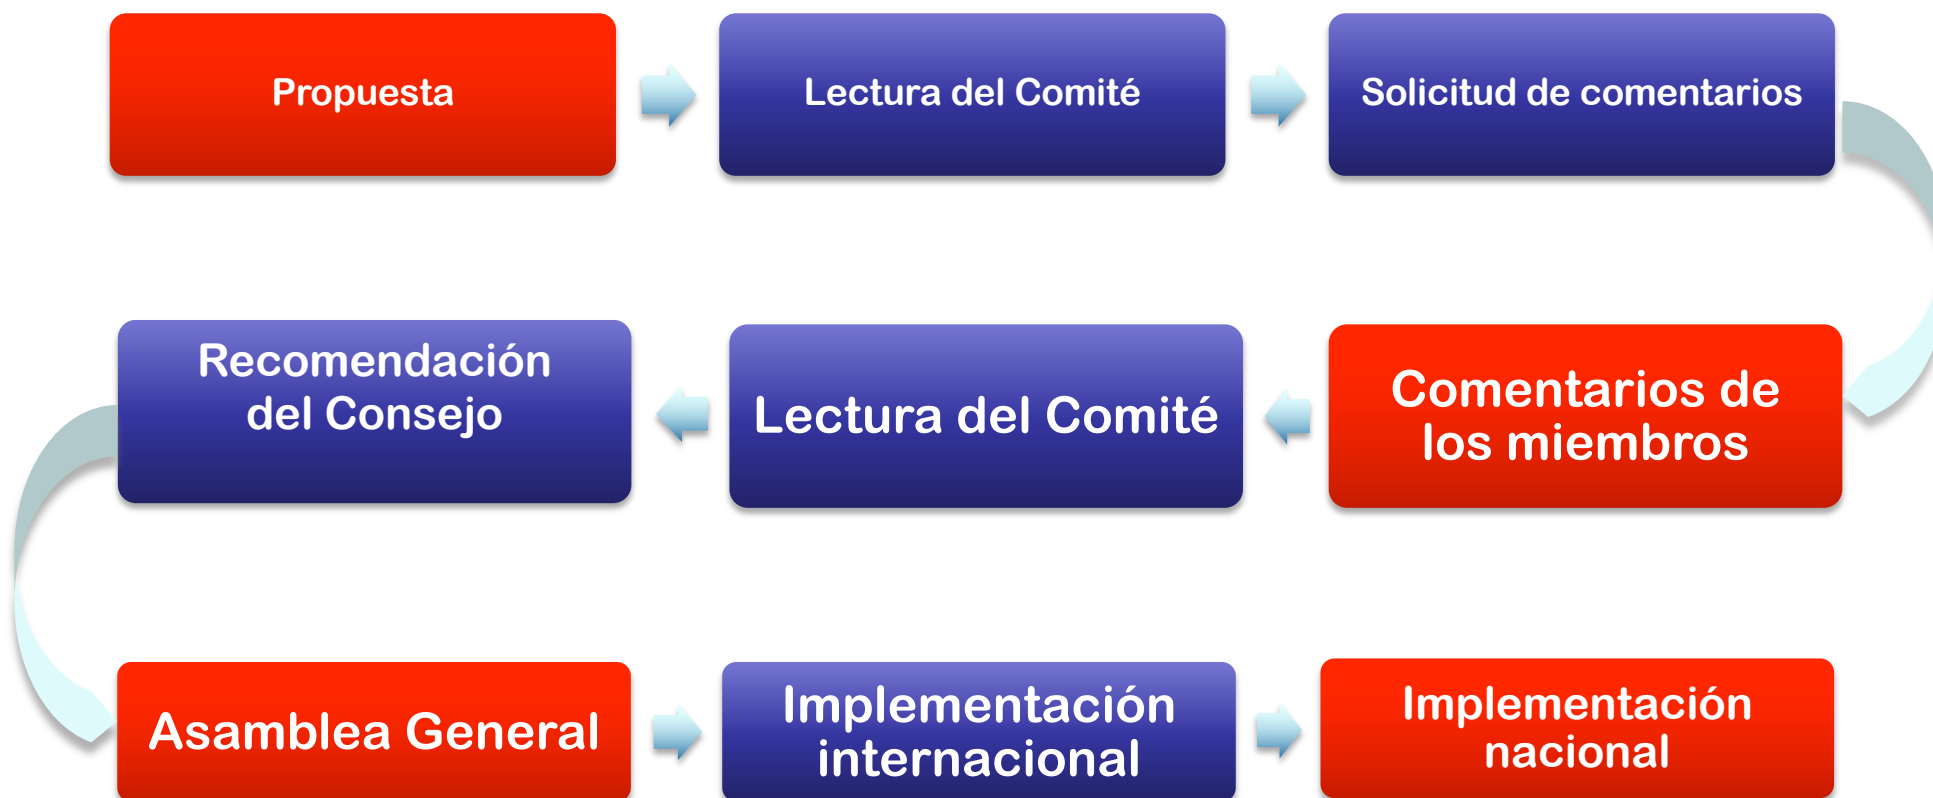 Propuesta
Lectura del Comité
Solicitud de comentarios
Recomendación
del Consejo
Lectura del Comité
Comentarios de
los miembros
Asamblea General
Implementación
internacional
Implementación
nacional